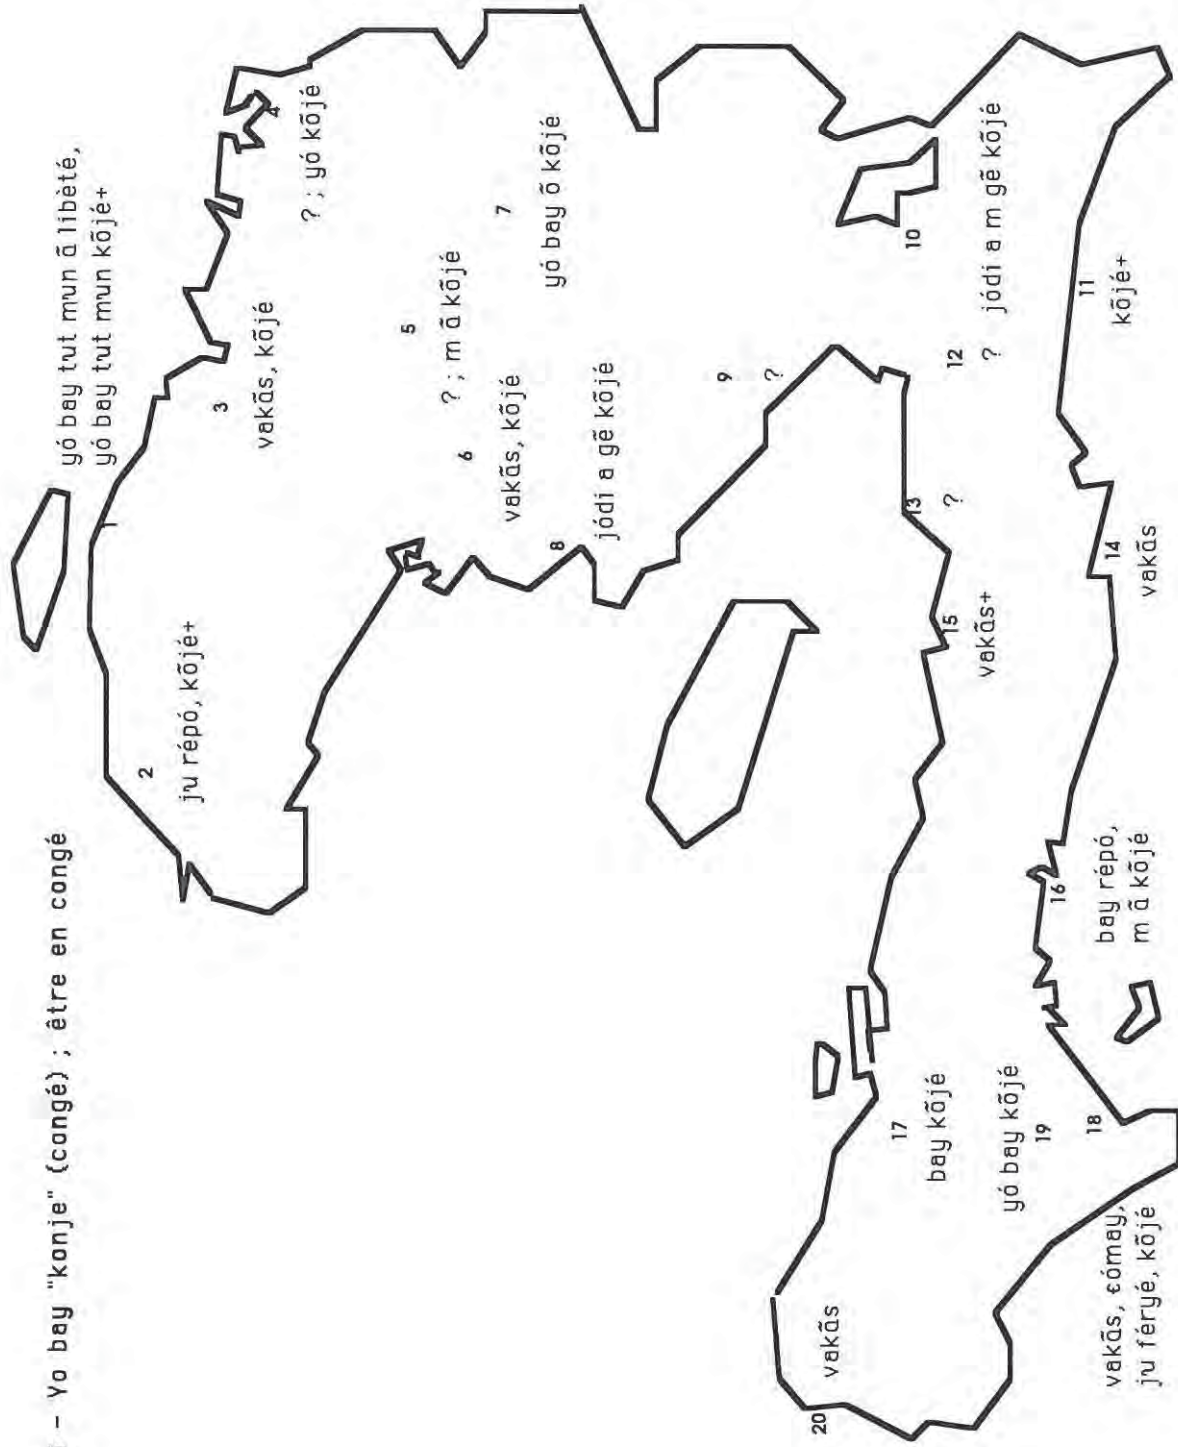 - Yo bay "konje" (congé) ; être en congé
1
yó bay tut mun ã libèté,
yó bay tut mun kõjé+
2
ju répó, kõjé+
3
vakãs, kõjé
4
? ; yó kõjé
5
? ; m ã kõjé
6
vakãs, kõjé
7
yó bay õ kõjé
8
jódi a gẽ kõjé
9
?
10
jódi a m gẽ kõjé
11
kõjé+
12
?
13
?
14
vakãs
15
vakãs+
16
bay répó,
m ã kõjé
17
bay kõjé
18
vakãs, ɛómay,
ju féryé, kõjé
19
yó bay kõjé
20
vakãs